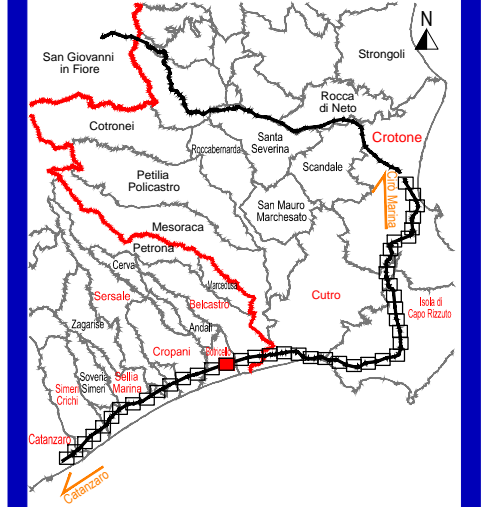 N
San Giovanni
in Fiore
Strongoli
Rocca
di Neto
Cotronei
Crotone
Santa
Severina
Roccabernarda
Scandale
Petilia
Policastro
Cirò Marina
San Mauro
Marchesato
Mesoraca
Petrona
Cerva
Marcedusa
Sersale
Belcastro
Cutro
Isola di
Capo Rizzuto
Zagarise
Andali
Cropani
Botricello
Soveria
Simeri
Sellia
Marina
Simeri
Crichi
Catanzaro
Catanzaro